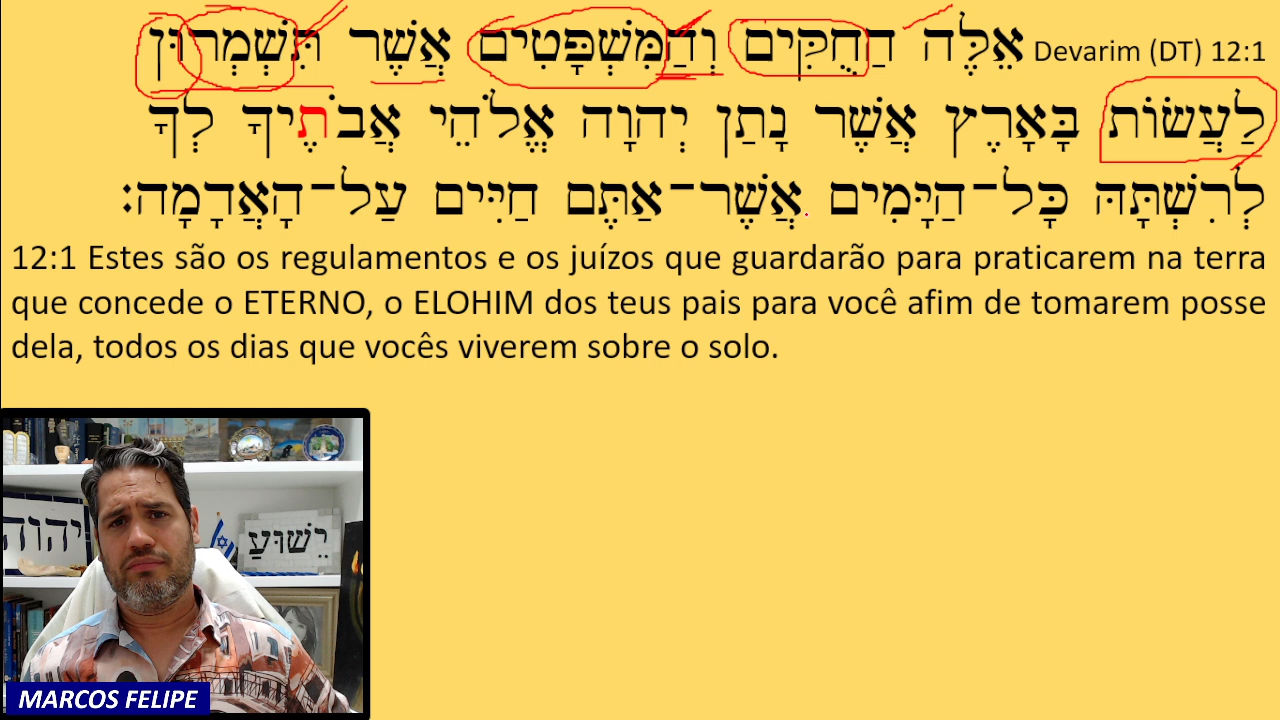 אֵלֶּה הַחֻקִּים וְהַמִּשְׁפָּטִים אֲשֶׁר תִּשְׁמְרוּן Devarim (DT) 12:1
לַעֲשׂוֹת בָּאָרֶץ אֲשֶׁר נָתַן יְהוָה אֱלֹהֵי אֲבֹתֶיךָ לְךָ
לְרִשְׁתָּהּ כָּל־הַיָּמִים אֲשֶׁר־אַתֶּם חַיִּים עַל־הָאֲדָמָה׃
12:1 Estes são os regulamentos e os juízos que guardarão para praticarem na terra
que concede o ETERNO, o ELOHIM dos teus pais para você afim de tomarem posse
dela, todos os dias que vocês viverem sobre o solo.
יהוה
יֵשׁוּעַ
MARCOS FELIPE